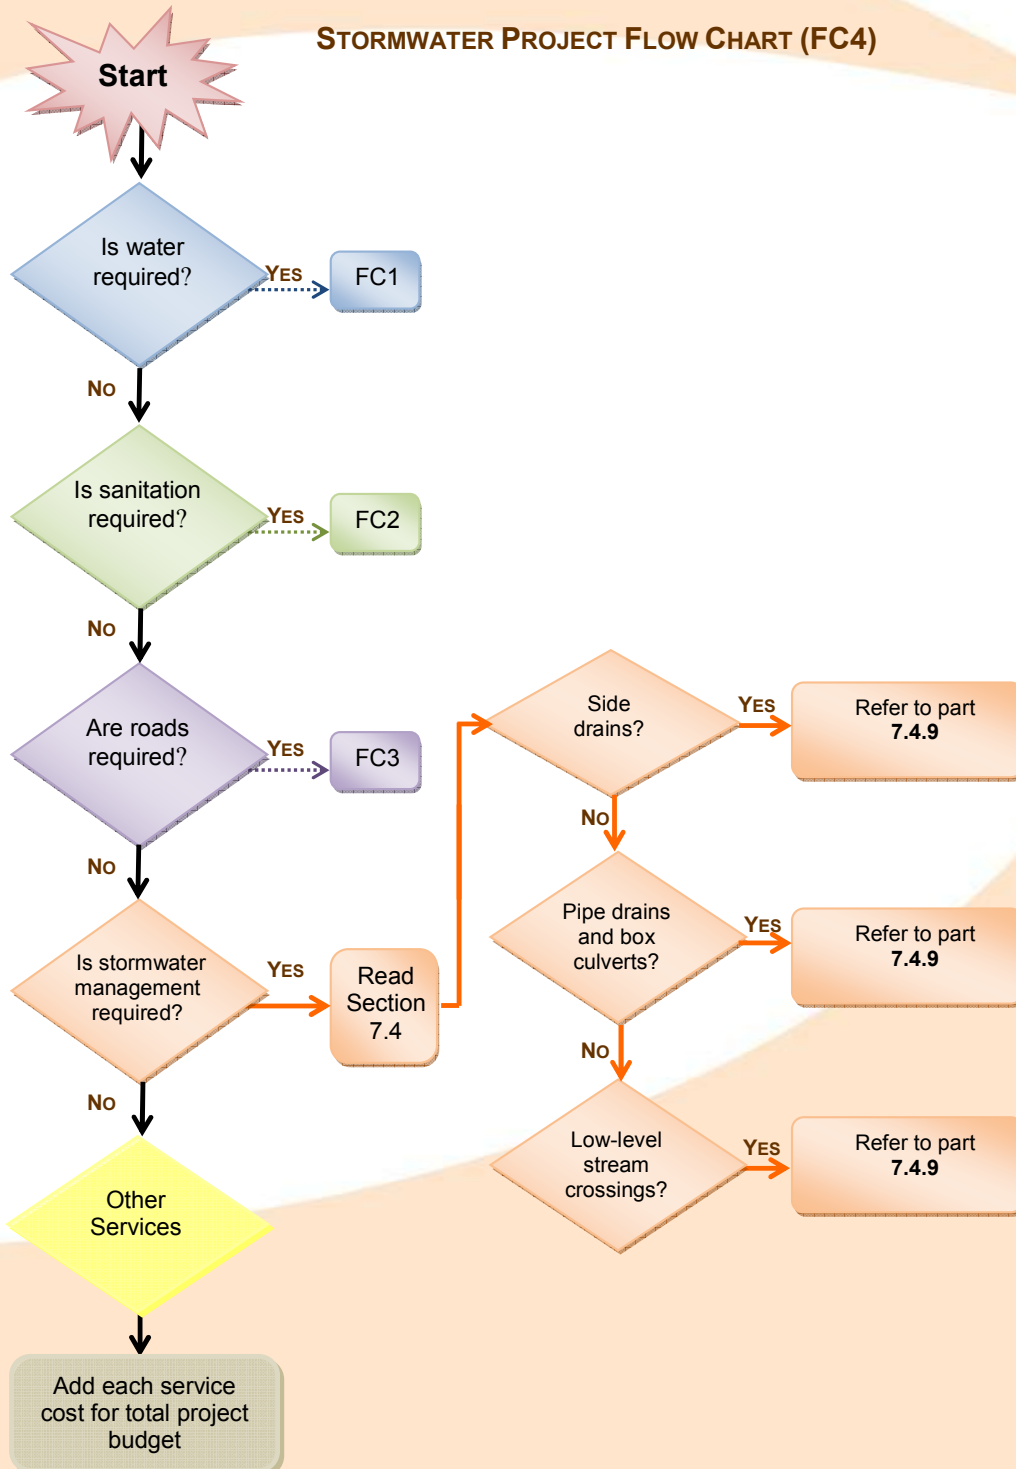 STORMWATER PROJECT FLOW CHART (FC4)
Start
Is water
required?
YES
FC1
NO
Is sanitation
required?
YES
FC2
NO
Are roads
required?
YES
FC3
NO
Is stormwater
management
required?
YES
Read
Section
7.4
NO
Other
Services
Add each service
cost for total project
budget
Side
drains?
YES
Refer to part
7.4.9
NO
Pipe drains
and box
culverts?
YES
Refer to part
7.4.9
NO
Low-level
stream
crossings?
YES
Refer to part
7.4.9